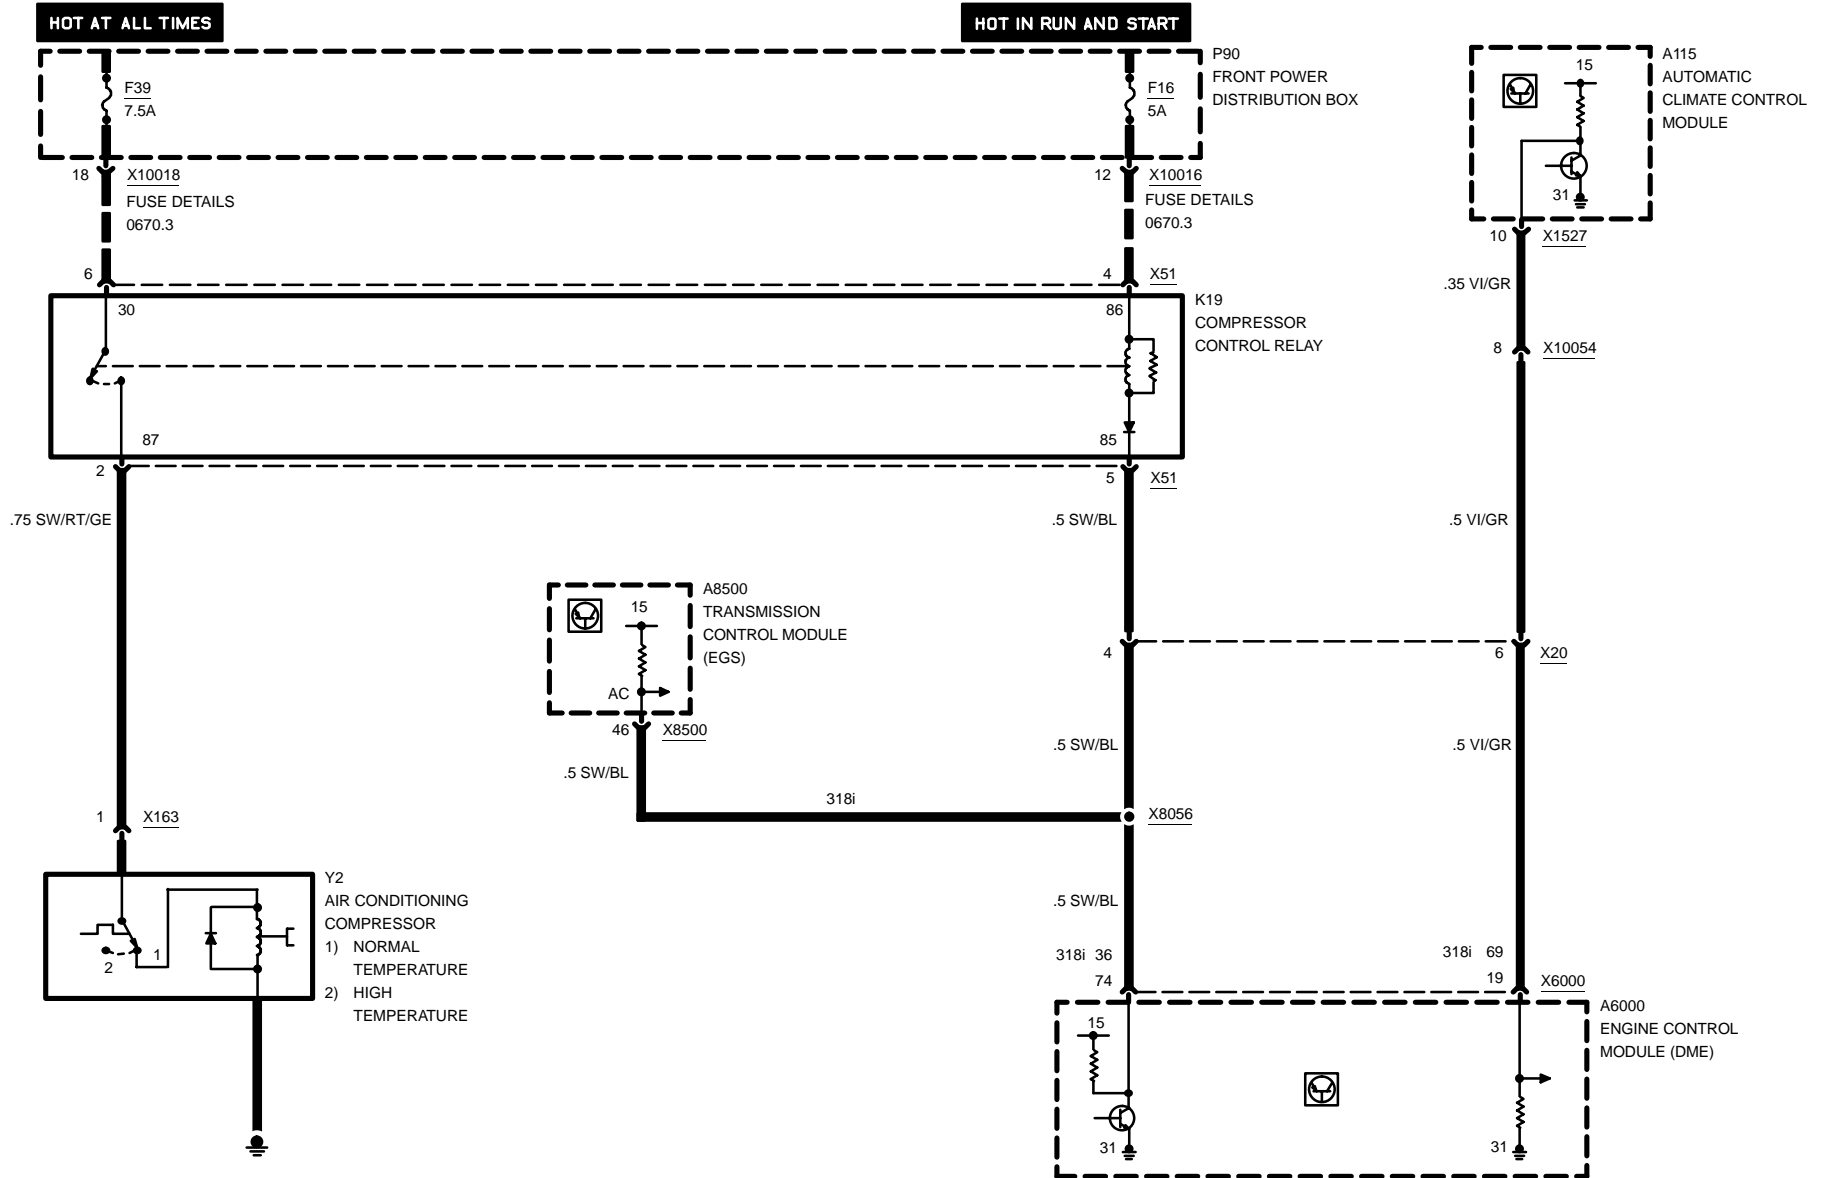 HOT AT ALL TIMES
HOT IN RUN AND START
F39
7.5A
F16
5A
P90
FRONT POWER
DISTRIBUTION BOX
15
31
A115
AUTOMATIC
CLIMATE CONTROL
MODULE
18 X10018
FUSE DETAILS
0670.3
12 X10016
FUSE DETAILS
0670.3
10 X1527
.35 VI/GR
8 X10054
6
4 X51
30
86
K19
COMPRESSOR
CONTROL RELAY
87
85
2
5 X51
.75 SW/RT/GE
.5 SW/BL
.5 VI/GR
15
AC
A8500
TRANSMISSION
CONTROL MODULE
(EGS)
4
6 X20
46 X8500
.5 SW/BL
.5 SW/BL
.5 VI/GR
318i
X8056
1 X163
Y2
AIR CONDITIONING
COMPRESSOR
1) NORMAL
TEMPERATURE
2) HIGH
TEMPERATURE
1
2
.5 SW/BL
318i 36
74
318i 69
19 X6000
15
31
31
A6000
ENGINE CONTROL
MODULE (DME)